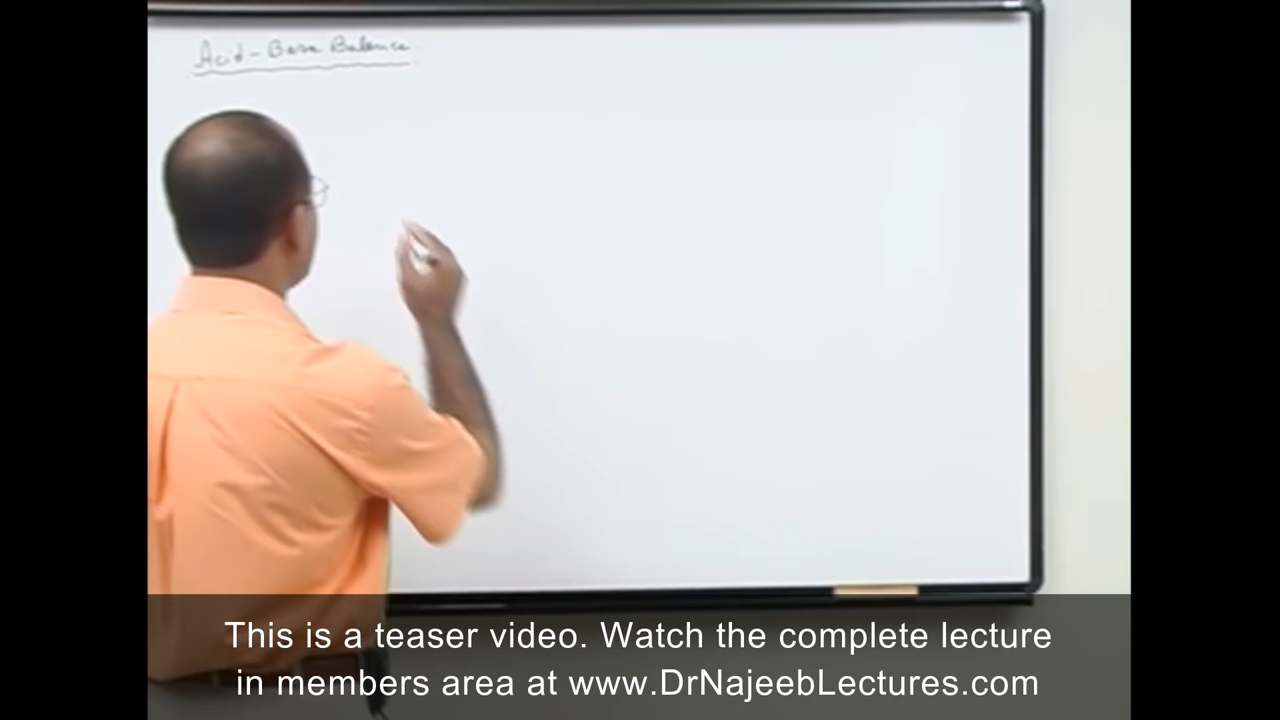 Acid-Base Balance
This is a teaser video. Watch the complete lecture
in members area at www.DrNajeebLectures.com